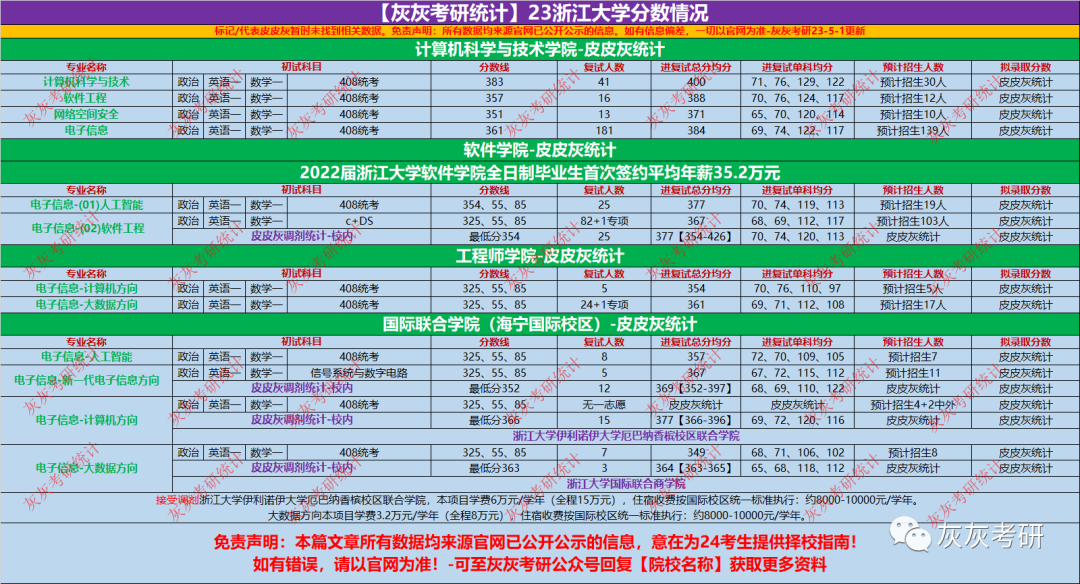 【灰灰考研统计】23浙江大学分数情况
标记/代表皮皮灰暂时未找到相关数据。免责声明：所有数据均来源官网已公开公示的信息。如有信息偏差，一切以官网为准-灰灰考研23-5-1更新
计算机科学与技术学院-皮皮灰统计
专业名称 初试科目 分数线 复试人数 进复试总分均分 进复试单科均分 预计招生人数 拟录取分数
计算机科学与技术 政治 英语一 数学一 408统考 383 41 400 71、76、129、122 预计招生30人 皮皮灰统计
软件工程 政治 英语一 数学一 408统考 357 16 388 70、76、124、117 预计招生12人 皮皮灰统计
网络空间安全 政治 英语一 数学一 408统考 351 13 371 65、70、120、114 预计招生10人 皮皮灰统计
电子信息 政治 英语一 数学一 408统考 361 181 384 69、74、122、117 预计招生139人 皮皮灰统计
软件学院-皮皮灰统计
2022届浙江大学软件学院全日制毕业生首次签约平均年薪35.2万元
专业名称 初试科目 分数线 复试人数 进复试总分均分 进复试单科均分 预计招生人数 拟录取分数
电子信息-(01)人工智能 政治 英语一 数学一 408统考 354、55、85 25 377 70、74、119、113 预计招生19人 皮皮灰统计
电子信息-(02)软件工程 政治 英语一 数学一 c+DS 325、55、85 82+1专项 367 68、69、112、117 预计招生103人 皮皮灰统计
皮皮灰调剂统计-校内 最低分354 25 377【354-426】 70、74、120、113 皮皮灰统计 皮皮灰统计
工程师学院-皮皮灰统计
专业名称 初试科目 分数线 复试人数 进复试总分均分 进复试单科均分 预计招生人数 拟录取分数
电子信息-计算机方向 政治 英语一 数学一 408统考 325、55、85 5 354 70、76、110、97 预计招生5人 皮皮灰统计
电子信息-大数据方向 政治 英语一 数学一 408统考 325、55、85 24+1专项 361 69、71、112、108 预计招生17人 皮皮灰统计
国际联合学院（海宁国际校区）-皮皮灰统计
专业名称 初试科目 分数线 复试人数 进复试总分均分 进复试单科均分 预计招生人数 拟录取分数
电子信息-人工智能 政治 英语一 数学一 408统考 325、55、85 8 357 72、70、109、105 预计招生7 皮皮灰统计
电子信息-新一代电子信息方向 政治 英语一 数学一 信号系统与数字电路 325、55、85 5 367 67、72、115、112 预计招生11 皮皮灰统计
皮皮灰调剂统计-校内 最低分352 12 369【352-397】 68、69、110、122 皮皮灰统计 皮皮灰统计
电子信息-计算机方向 政治 英语一 数学一 408统考 325、55、85 无一志愿 皮皮灰统计 皮皮灰统计 预计招生4+2中外 皮皮灰统计
皮皮灰调剂统计-校内 最低分366 15 377【366-396】 69、72、120、116 皮皮灰统计 皮皮灰统计
浙江大学伊利诺伊大学厄巴纳香槟校区联合学院
电子信息-大数据方向 政治 英语一 数学一 408统考 325、55、85 7 349 68、71、106、102 预计招生8 皮皮灰统计
皮皮灰调剂统计-校内 最低分363 3 364【363-365】 65、68、118、112 皮皮灰统计 皮皮灰统计
浙江大学国际联合商学院
接受调剂浙江大学伊利诺伊大学厄巴纳香槟校区联合学院，本项目学费6万元/学年（全程15万元），住宿收费按国际校区统一标准执行：约8000-10000元/学年。
大数据方向本项目学费3.2万元/学年（全程8万元），住宿收费按国际校区统一标准执行：约8000-10000元/学年。
免责声明：本篇文章所有数据均来源官网已公开公示的信息，意在为24考生提供择校指南！
如有错误，请以官网为准！-可至灰灰考研公众号回复【院校名称】获取更多资料
灰灰考研